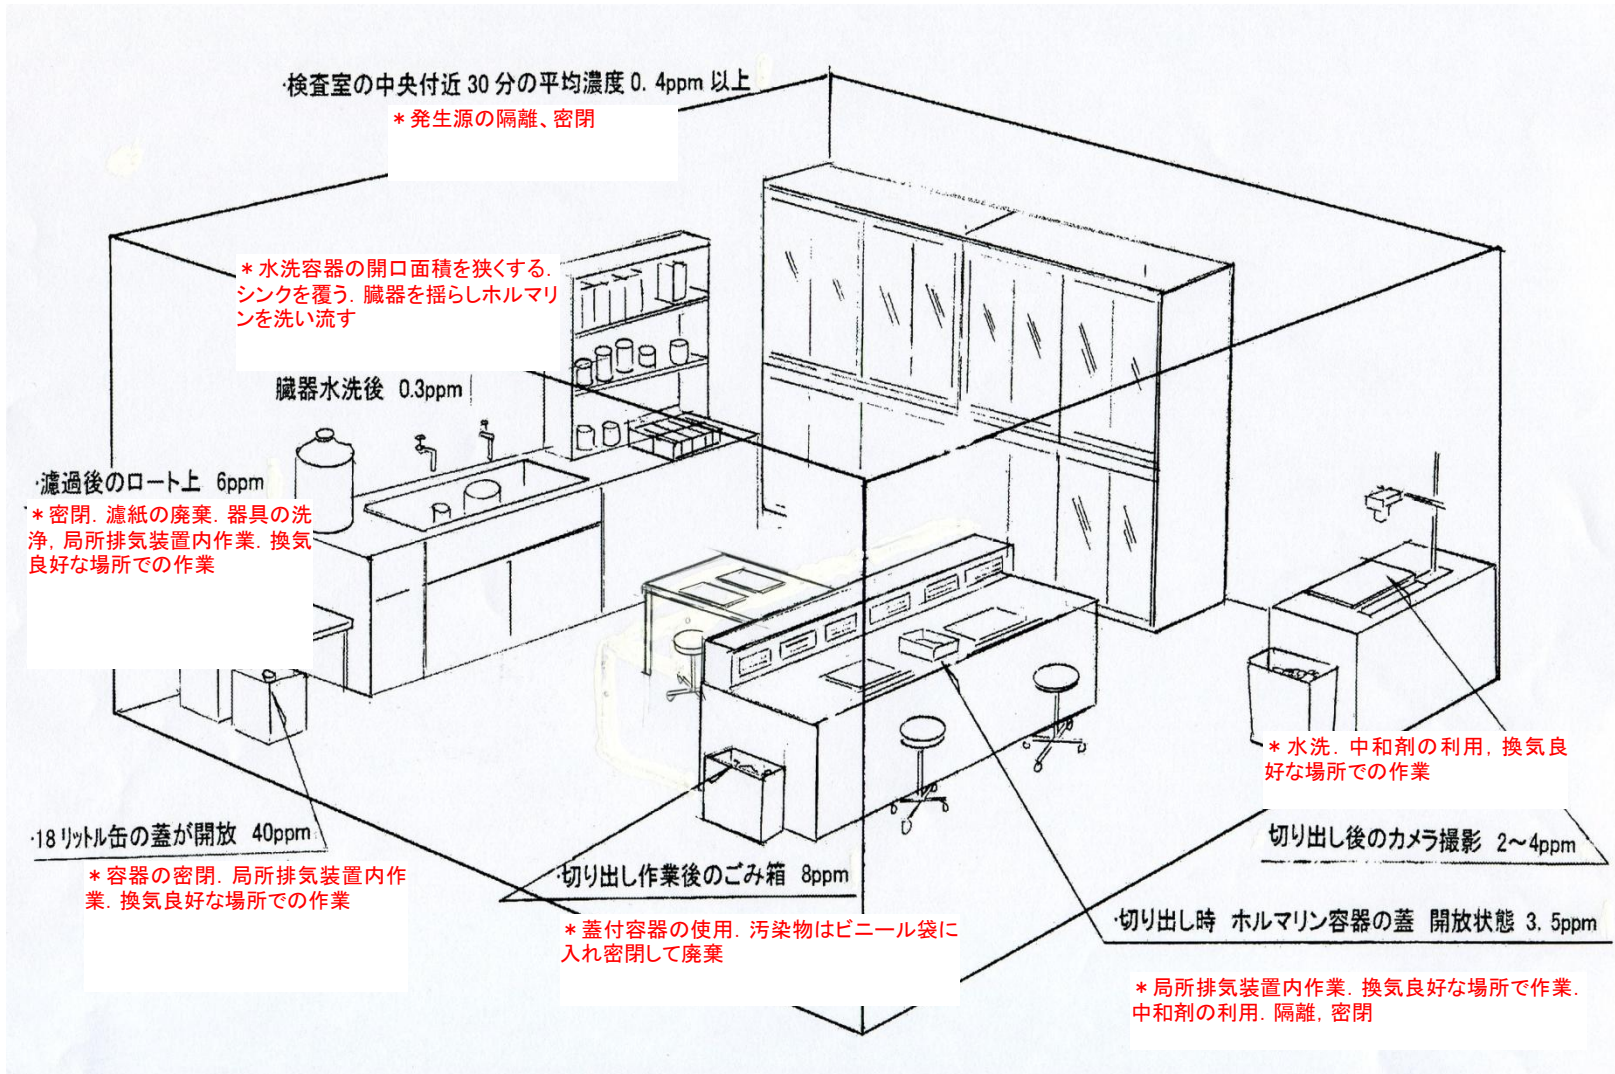 ·検査室の中央付近 30 分の平均濃度 0. 4ppm 以上
＊発生源の隔離、密閉
＊水洗容器の開口面積を狭くする．
シンクを覆う．臓器を揺らしホルマリ
ンを洗い流す
臓器水洗後 0.3ppm
·濾過後のロート上 6ppm
＊密閉．濾紙の廃棄．器具の洗
浄，局所排気装置内作業．換気
良好な場所での作業
＊水洗．中和剤の利用，換気良
好な場所での作業
·18 リットル缶の蓋が開放 40ppm
切り出し後のカメラ撮影 2～4ppm
＊容器の密閉．局所排気装置内作
業．換気良好な場所での作業
·切り出し作業後のごみ箱 8ppm
＊蓋付容器の使用．汚染物はビニール袋に
入れ密閉して廃棄
·切り出し時 ホルマリン容器の蓋 開放状態 3. 5ppm
＊局所排気装置内作業．換気良好な場所で作業．
中和剤の利用．隔離，密閉